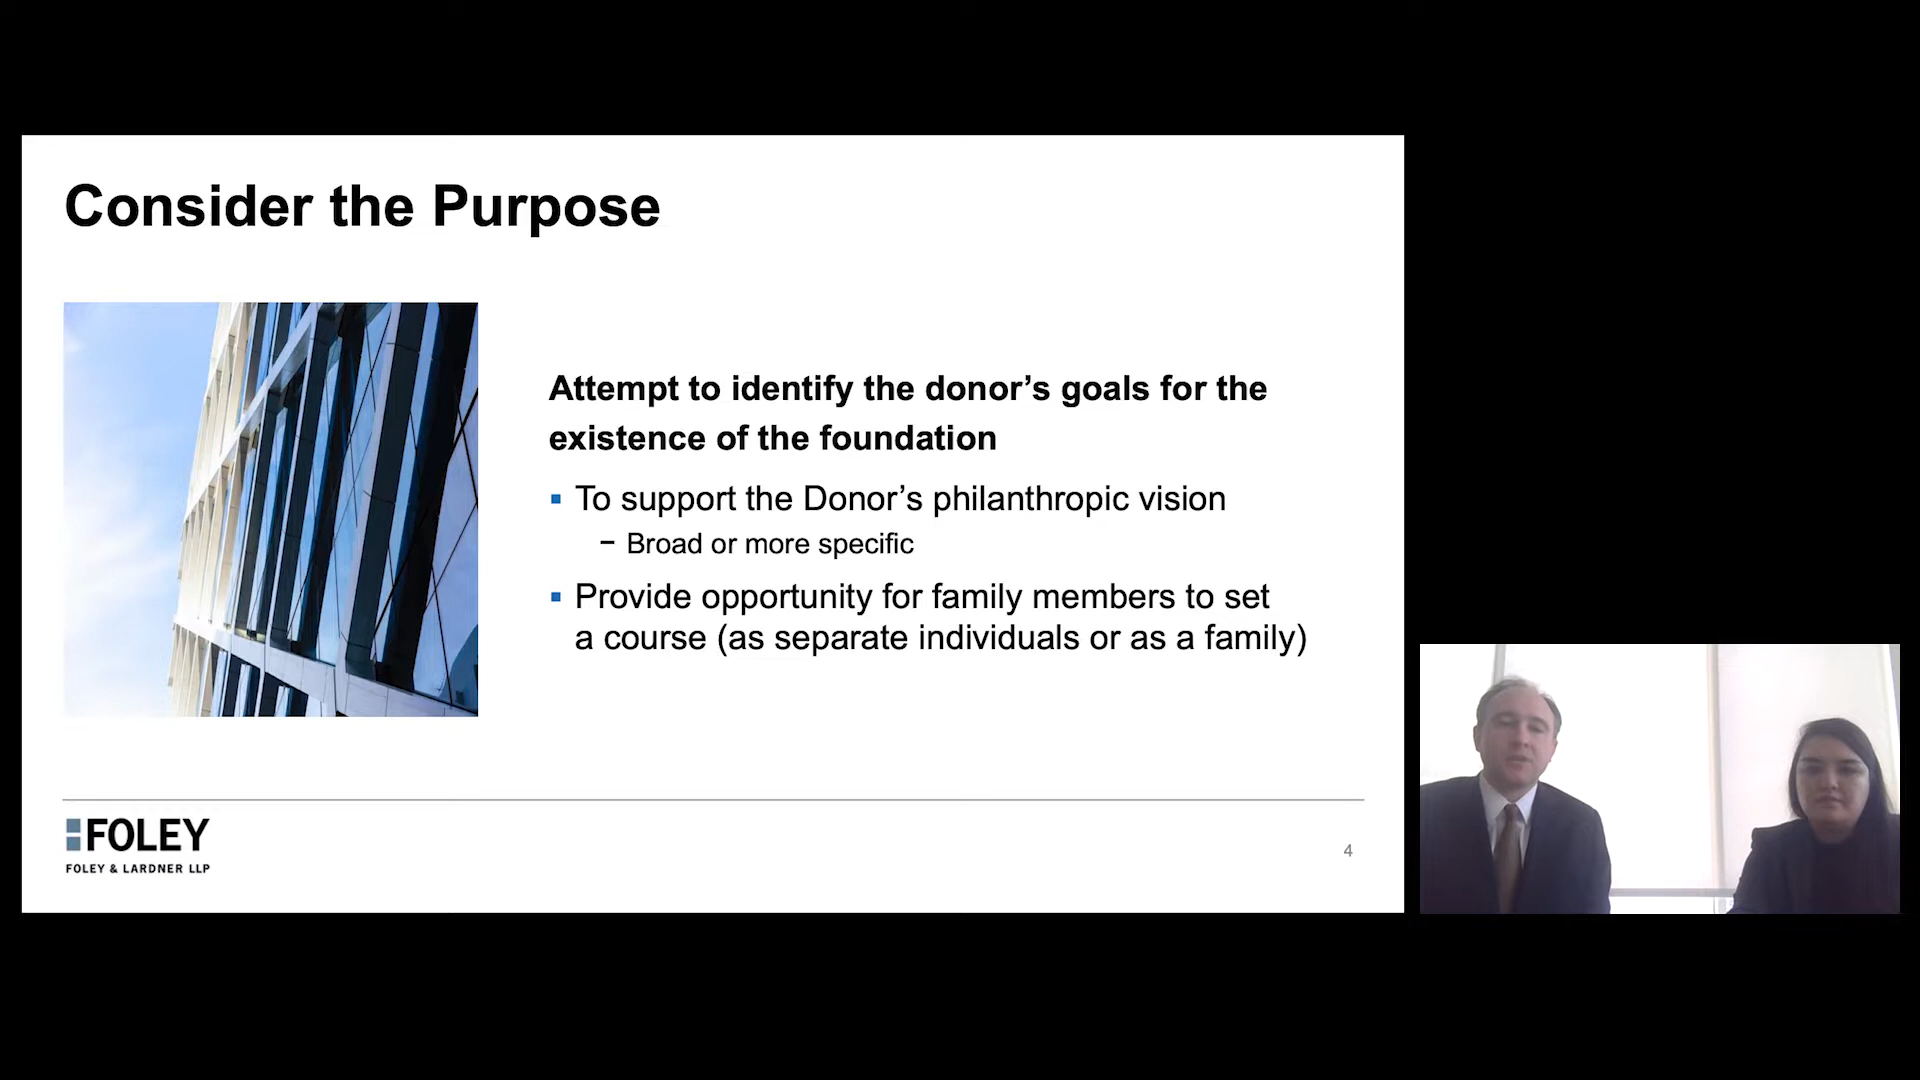 Consider the Purpose
Attempt to identify the donor’s goals for the
existence of the foundation
▪ To support the Donor’s philanthropic vision
− Broad or more specific
▪ Provide opportunity for family members to set
a course (as separate individuals or as a family)
FOLEY
FOLEY & LARDNER LLP
4